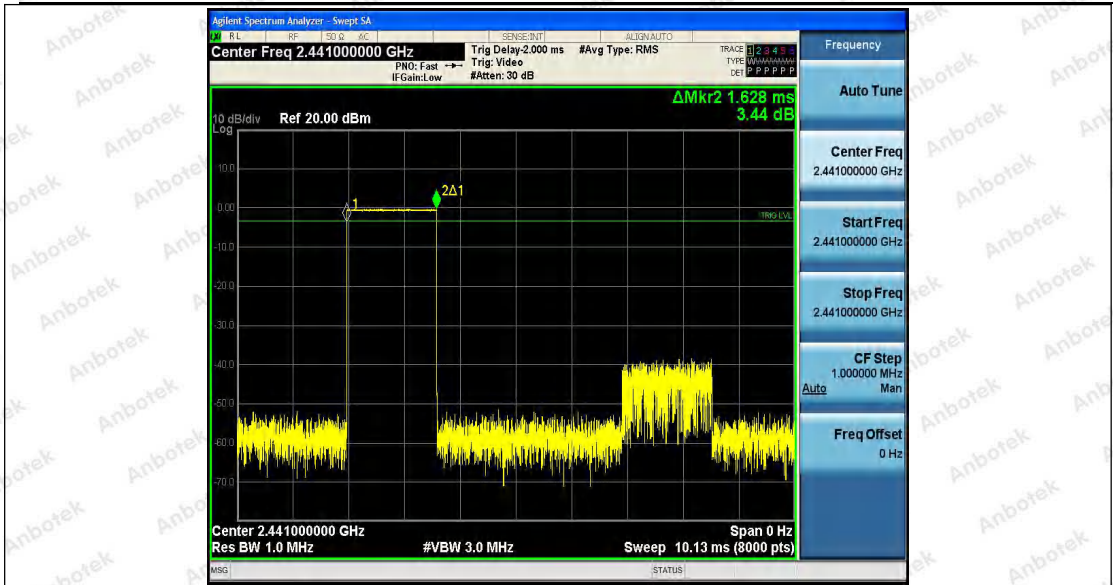 Agilent Spectrum Analyzer - Swept SA
RL RF 50 Ω AC SENSE:INT ALIGN AUTO
Center Freq 2.441000000 GHz
PNO: Fast
IFGain:Low
Trig Delay-2.000 ms
Trig: Video
#Atten: 30 dB
#Avg Type: RMS
TRACE 1 2 3 4 5 6
TYPE
DET P P P P P P
ΔMkr2 1.628 ms
3.44 dB
10 dB/div Ref 20.00 dBm
Log
10.0
0.00
-10.0
-20.0
-30.0
-40.0
-50.0
-60.0
-70.0
1
2Δ1
TRIG LVL
Center 2.441000000 GHz
Span 0 Hz
Res BW 1.0 MHz
#VBW 3.0 MHz
Sweep 10.13 ms (8000 pts)
MSG
STATUS
Frequency
Auto Tune
Center Freq
2.441000000 GHz
Start Freq
2.441000000 GHz
Stop Freq
2.441000000 GHz
CF Step
1.000000 MHz
Auto Man
Freq Offset
0 Hz
Anbotek